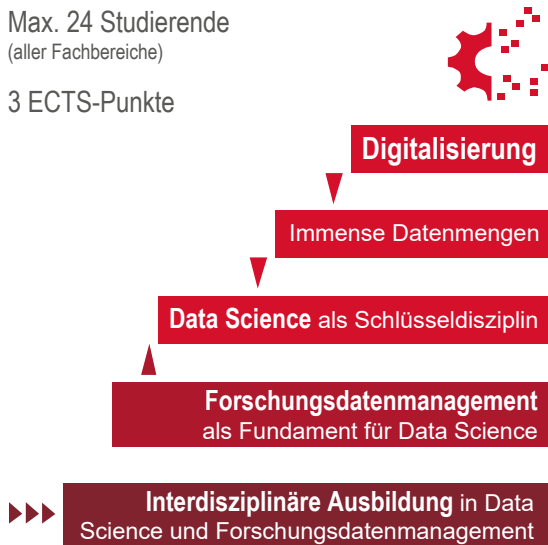 Max. 24 Studierende
(aller Fachbereiche)
3 ECTS-Punkte
Digitalisierung
Immense Datenmengen
Data Science als Schlüsseldisziplin
Forschungsdatenmanagement
als Fundament für Data Science
Interdisziplinäre Ausbildung in Data
Science und Forschungsdatenmanagement